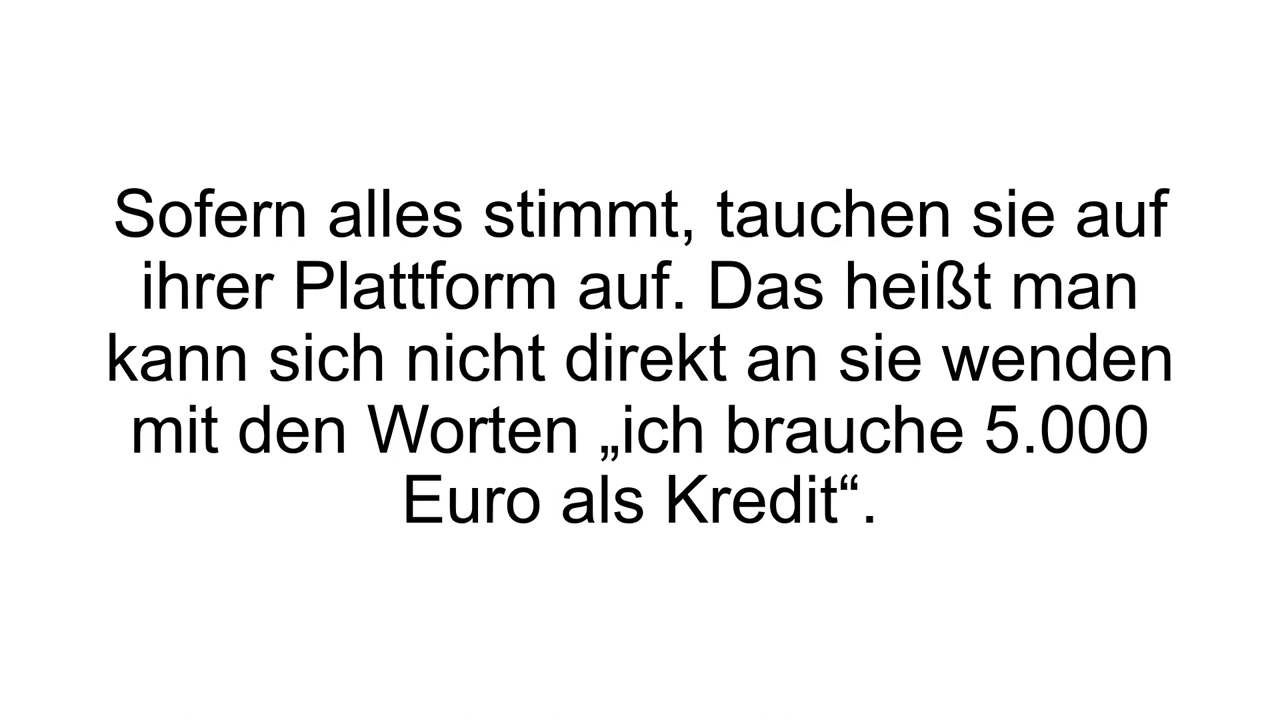 Sofern alles stimmt, tauchen sie auf
ihrer Plattform auf. Das heißt man
kann sich nicht direkt an sie wenden
mit den Worten „ich brauche 5.000
Euro als Kredit“.